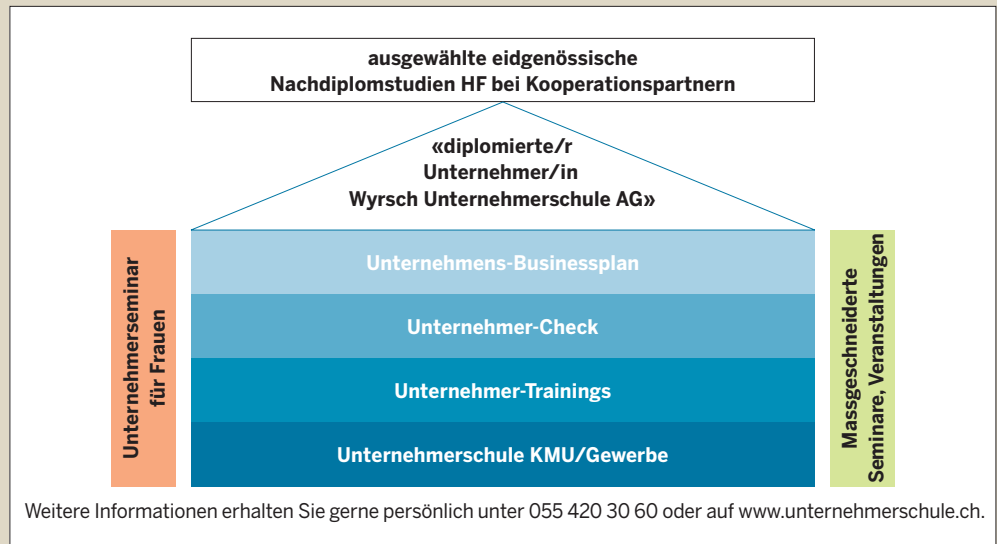 ausgewählte eidgenössische
Nachdiplomstudien HF bei Kooperationspartnern
«diplomierte/r
Unternehmer/in
Wyrsch Unternehmerschule AG»
Unternehmerseminar
für Frauen
Unternehmens-Businessplan
Unternehmer-Check
Unternehmer-Trainings
Unternehmerschule KMU/Gewerbe
Massgeschneiderte
Seminare, Veranstaltungen
Weitere Informationen erhalten Sie gerne persönlich unter 055 420 30 60 oder auf www.unternehmerschule.ch.